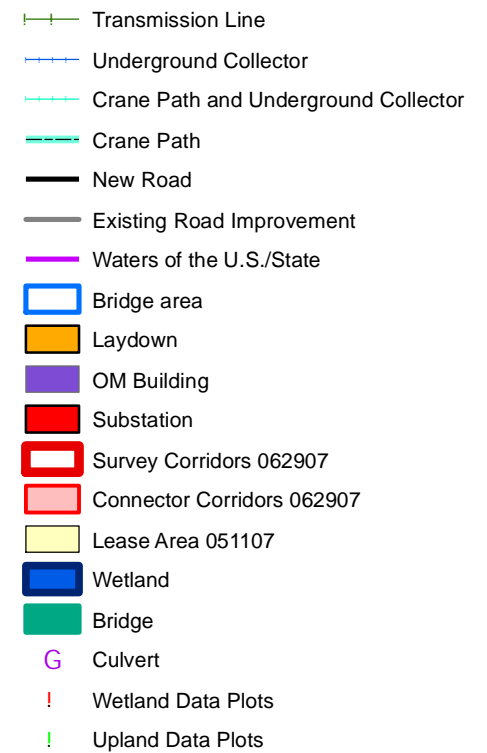 Transmission Line
Underground Collector
Crane Path and Underground Collector
Crane Path
New Road
Existing Road Improvement
Waters of the U.S./State
Bridge area
Laydown
OM Building
Substation
Survey Corridors 062907
Connector Corridors 062907
Lease Area 051107
Wetland
Bridge
G Culvert
! Wetland Data Plots
! Upland Data Plots